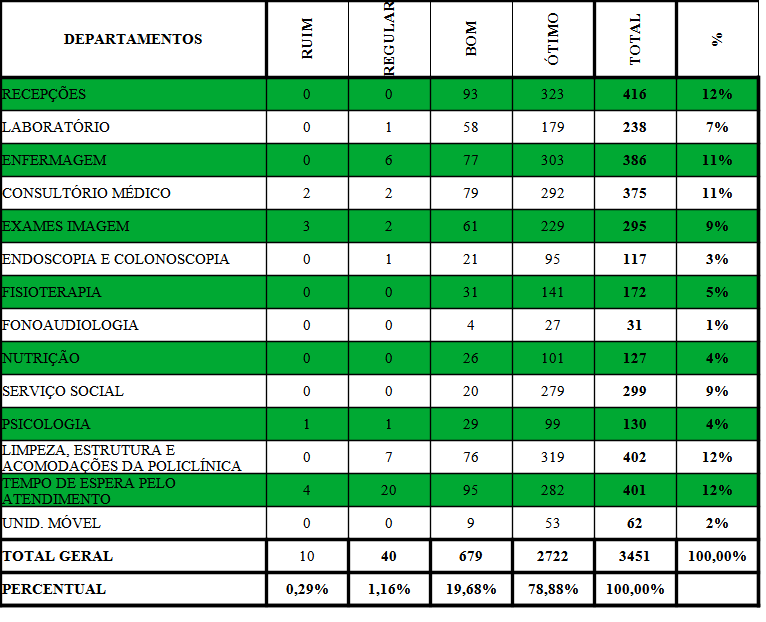 DEPARTAMENTOS RUIM REGULAR BOM ÓTIMO TOTAL %
RECEPÇÕES 0 0 93 323 416 12%
LABORATÓRIO 0 1 58 179 238 7%
ENFERMAGEM 0 6 77 303 386 11%
CONSULTÓRIO MÉDICO 2 2 79 292 375 11%
EXAMES IMAGEM 3 2 61 229 295 9%
ENDOSCOPIA E COLONOSCOPIA 0 1 21 95 117 3%
FISIOTERAPIA 0 0 31 141 172 5%
FONOAUDIOLOGIA 0 0 4 27 31 1%
NUTRIÇÃO 0 0 26 101 127 4%
SERVIÇO SOCIAL 0 0 20 279 299 9%
PSICOLOGIA 1 1 29 99 130 4%
LIMPEZA, ESTRUTURA E
ACOMODAÇÕES DA POLICLÍNICA 0 7 76 319 402 12%
TEMPO DE ESPERA PELO
ATENDIMENTO 4 20 95 282 401 12%
UNID. MÓVEL 0 0 9 53 62 2%
TOTAL GERAL 10 40 679 2722 3451 100,00%
PERCENTUAL 0,29% 1,16% 19,68% 78,88% 100,00%